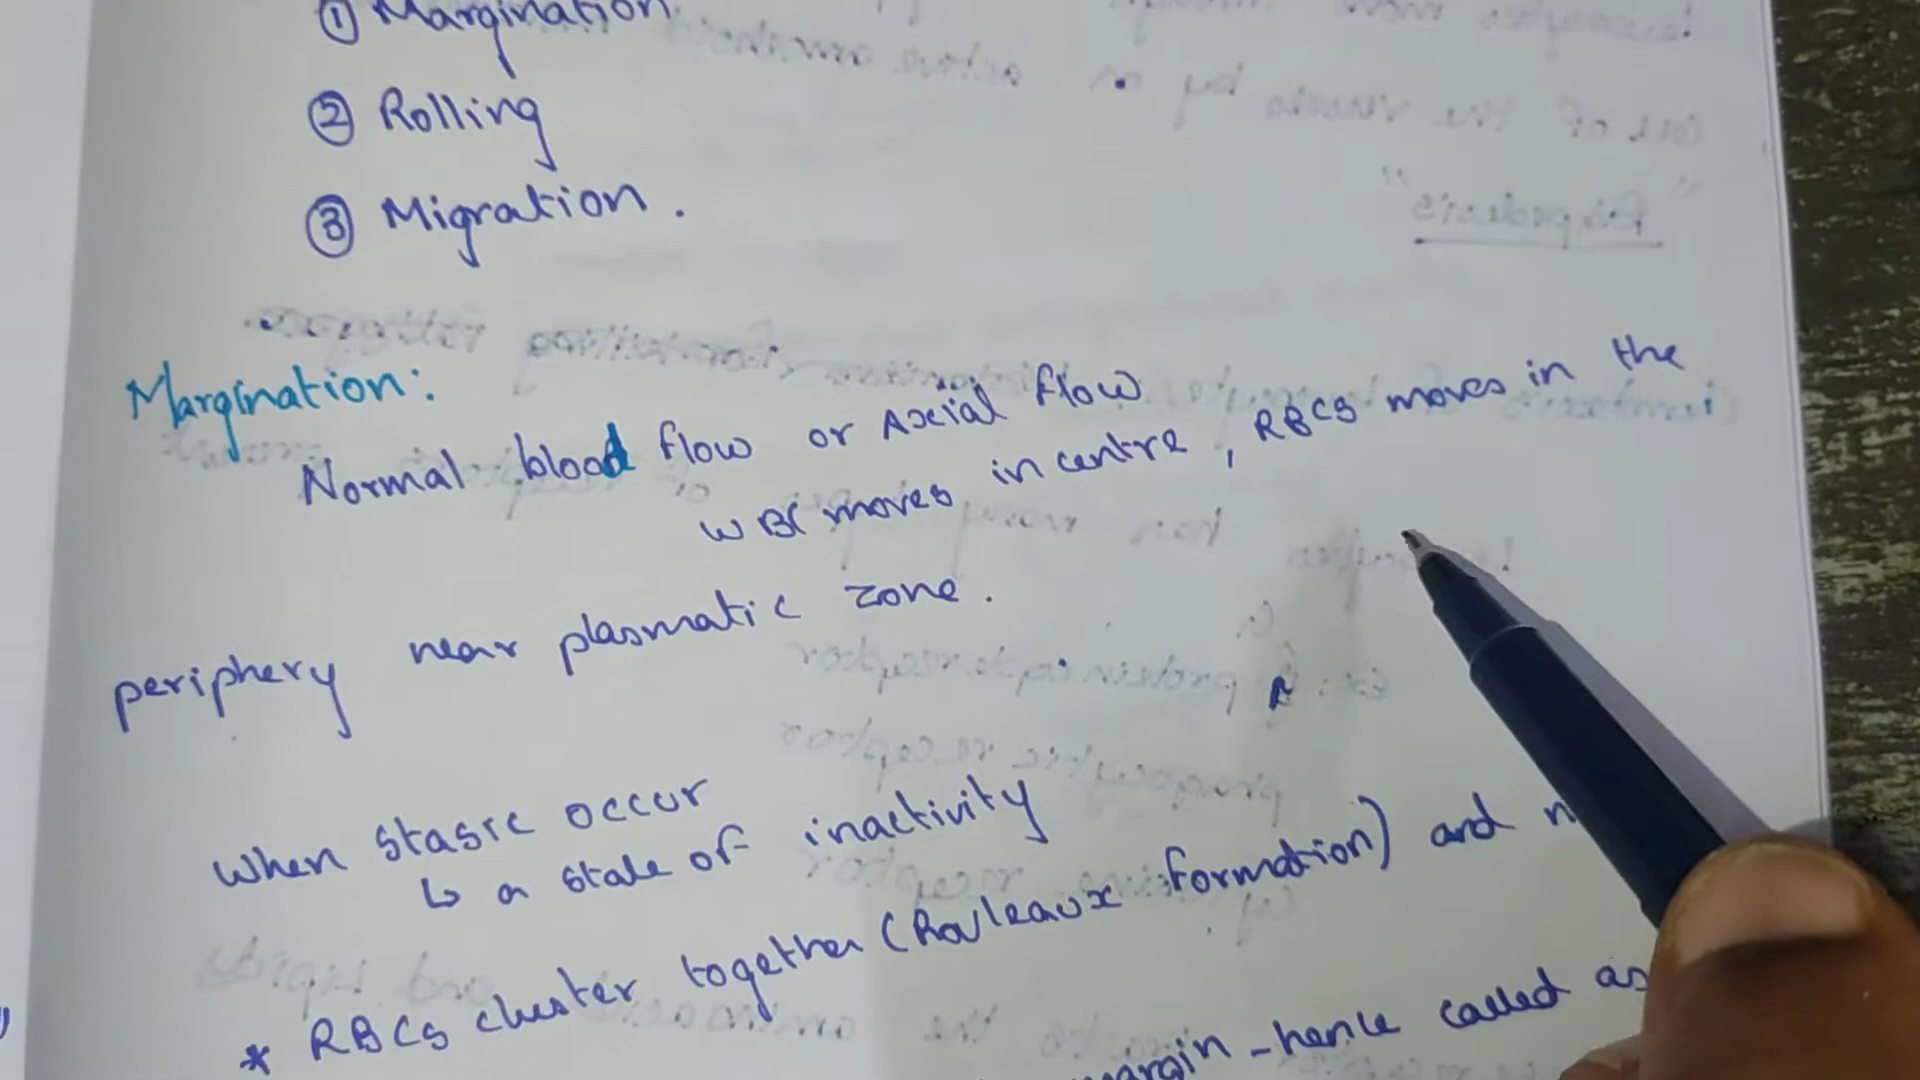 ① Margination
② Rolling
③ Migration.
Margination:
Normal blood flow or Axial flow
WBC moves in centre, RBCs moves in the
periphery near plasmatic zone.
When stasic occur
↳ a state of inactivity
* RBCs cluster together (Rouleaux formation) and
margin - hence called as